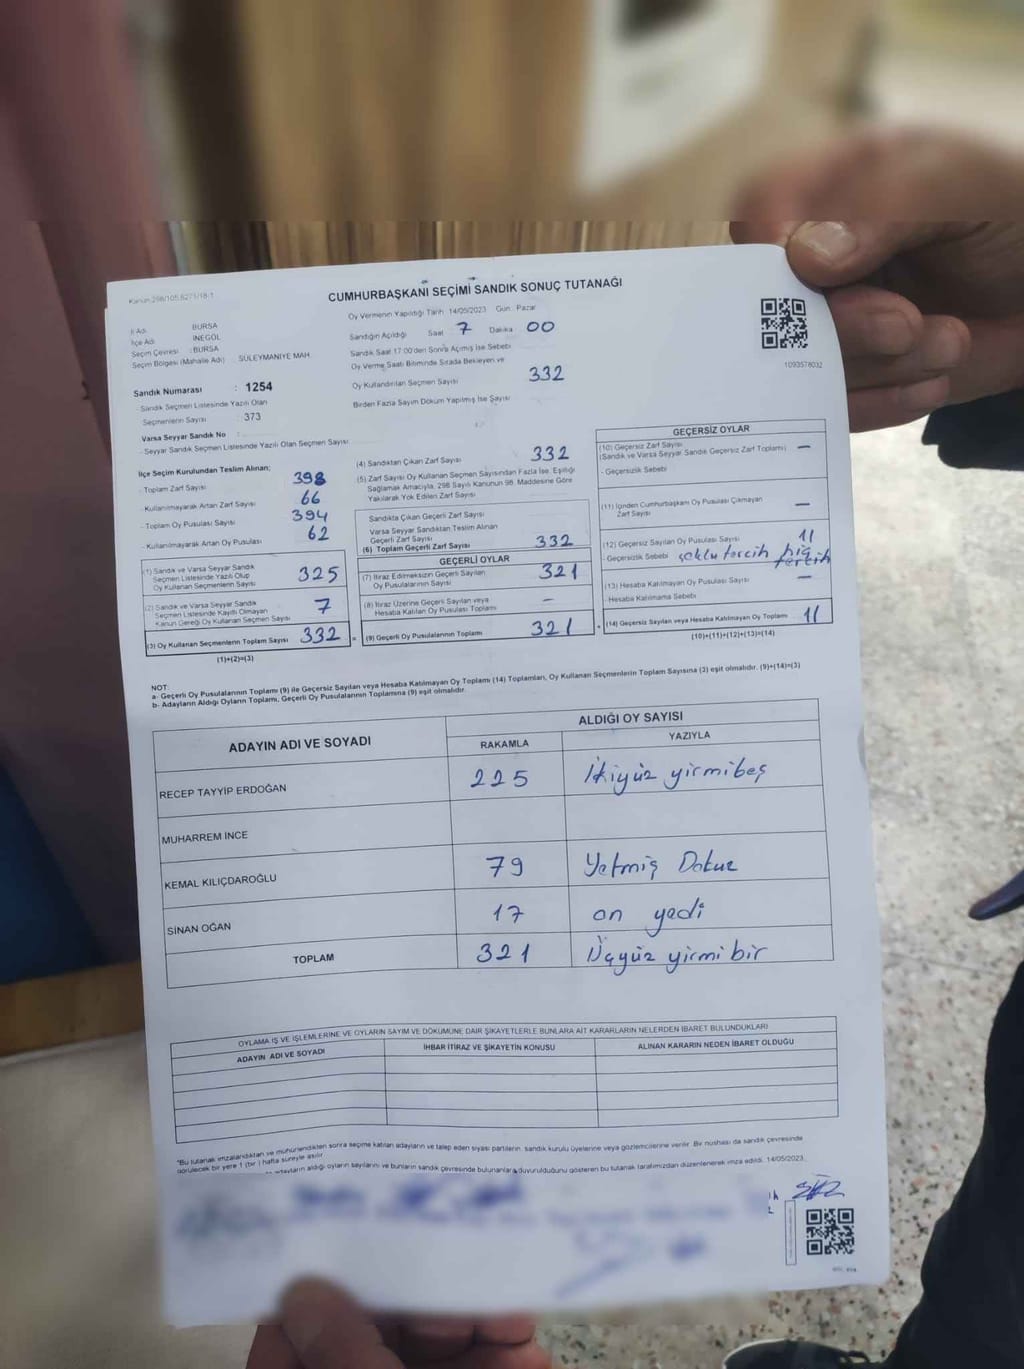 Kanun 298/105.6271/18-1
CUMHURBAŞKANI SEÇİMİ SANDIK SONUÇ TUTANAĞI
İl Adı BURSA
İlçe Adı İNEGÖL
Seçim Çevresi : BURSA
Seçim Bölgesi (Mahalle Adı) : SÜLEYMANİYE MAH.
Oy Vermenin Yapıldığı Tarih 14/05/2023 Gün Pazar
Sandığın Açıldığı Saat 7 Dakika 00
Sandık Saat 17:00'den Sonra Açımış İse Sebebi
Oy Verme Saati Bitiminde Sırada Bekleyen ve
Oy Kullandırılan Seçmen Sayısı 332
Birden Fazla Sayım Döküm Yapılmış İse Sayısı
1093578032
Sandık Numarası : 1254
Sandık Seçmen Listesinde Yazılı Olan
Seçmenlerin Sayısı : 373
Varsa Seyyar Sandık No :
- Seyyar Sandık Seçmen Listesinde Yazılı Olan Seçmen Sayısı
İlçe Seçim Kurulundan Teslim Alınan;
- Toplam Zarf Sayısı 398
- Kullanılmayarak Artan Zarf Sayısı 66
- Toplam Oy Pusulası Sayısı 394
- Kullanılmayarak Artan Oy Pusulası 62
(1) Sandık ve Varsa Seyyar Sandık
Seçmen Listesinde Yazılı Olup
Oy Kullanan Seçmenlerin Sayısı 325
(2) Sandık ve Varsa Seyyar Sandık
Seçmen Listesinde Kayıtlı Olmayan
Kanun Gereği Oy Kullanan Seçmen Sayısı 7
(3) Oy Kullanan Seçmenlerin Toplam Sayısı 332 =
(1)+(2)=(3)
(4) Sandıktan Çıkan Zarf Sayısı 332
(5) Zarf Sayısı Oy Kullanan Seçmen Sayısından Fazla İse, Eşitliği
Sağlamak Amacıyla, 298 Sayılı Kanunun 98. Maddesine Göre
Yakılarak Yok Edilen Zarf Sayısı
Sandıkta Çıkan Geçerli Zarf Sayısı
Varsa Seyyar Sandıktan Teslim Alınan
Geçerli Zarf Sayısı
(6) Toplam Geçerli Zarf Sayısı 332
GEÇERLİ OYLAR
(7) İtiraz Edilmeksizin Geçerli Sayılan
Oy Pusulalarının Sayısı 321
(8) İtiraz Üzerine Geçerli Sayılan veya
Hesaba Katılan Oy Pusulası Toplamı –
(9) Geçerli Oy Pusulalarının Toplamı 321 +
GEÇERSİZ OYLAR
(10) Geçersiz Zarf Sayısı
(Sandık ve Varsa Seyyar Sandık Geçersiz Zarf Toplamı) –
- Geçersizlik Sebebi
(11) İçinden Cumhurbaşkanı Oy Pusulası Çıkmayan
Zarf Sayısı –
(12) Geçersiz Sayılan Oy Pusulası Sayısı 11
- Geçersizlik Sebebi çoklu tercih hiç tercih
(13) Hesaba Katılmayan Oy Pusulası Sayısı –
- Hesaba Katılmama Sebebi
(14) Geçersiz Sayılan veya Hesaba Katılmayan Oy Toplamı 11
(10)+(11)+(12)+(13)=(14)
NOT:
a- Geçerli Oy Pusulalarının Toplamı (9) ile Geçersiz Sayılan veya Hesaba Katılmayan Oy Toplamı (14) Toplamları, Oy Kullanan Seçmenlerin Toplam Sayısına (3) eşit olmalıdır. (9)+(14)=(3)
b- Adayların Aldığı Oyların Toplamı, Geçerli Oy Pusulalarının Toplamına (9) eşit olmalıdır.
ADAYIN ADI VE SOYADI
ALDIĞI OY SAYISI
RAKAMLA YAZIYLA
RECEP TAYYİP ERDOĞAN 225 İkiyüz yirmibeş
MUHARREM İNCE
KEMAL KILIÇDAROĞLU 79 Yetmiş Dokuz
SİNAN OĞAN 17 on yedi
TOPLAM 321 Üçyüz yirmi bir
OYLAMA İŞ VE İŞLEMLERİNE VE OYLARIN SAYIM VE DÖKÜMÜNE DAİR ŞİKAYETLERLE BUNLARA AİT KARARLARIN NELERDEN İBARET BULUNDUKLARI
ADAYIN ADI VE SOYADI İHBAR İTİRAZ VE ŞİKAYETİN KONUSU ALINAN KARARIN NEDEN İBARET OLDUĞU
"Bu tutanak imzalandıktan ve mühürlendikten sonra seçime katılan adayların ve talep eden siyasi partilerin, sandık kurulu üyelerine veya gözlemcilerine verilir. Bir nüshası da sandık çevresinde
görülecek bir yere 1 (bir) hafta süreyle asılır.
adayların aldığı oyların sayılarını ve bunların sandık çevresinde bulunanlara duyurulduğunu gösteren bu tutanak tarafımızdan düzenlenerek imza edildi. 14/05/2023